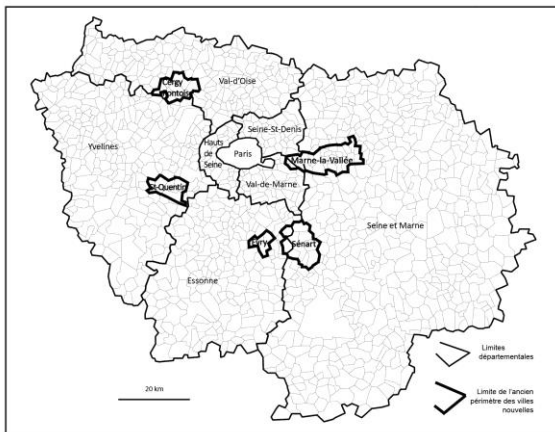 Cergy
Pontoise
Val-d'Oise
Yvelines
Hauts
de
Seine
Seine-St-Denis
Paris
Marne-la-Vallée
Val-de-Marne
St-Quentin
Seine et Marne
Evry
Sénart
Essonne
20 km
Limites
départementales
Limite de l'ancien
périmètre des villes
nouvelles